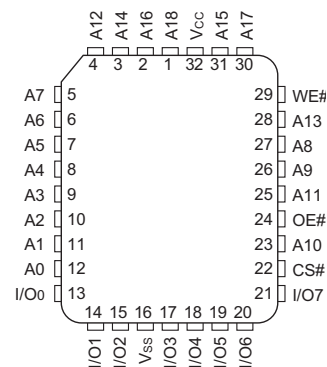 A12 A14 A16 A18 Vcc A15 A17
4 3 2 1 32 31 30
A7 5 29 WE#
A6 6 28 A13
A5 7 27 A8
A4 8 26 A9
A3 9 25 A11
A2 10 24 OE#
A1 11 23 A10
A0 12 22 CS#
I/O0 13 21 I/O7
14 15 16 17 18 19 20
I/O1 I/O2 Vss I/O3 I/O4 I/O5 I/O6